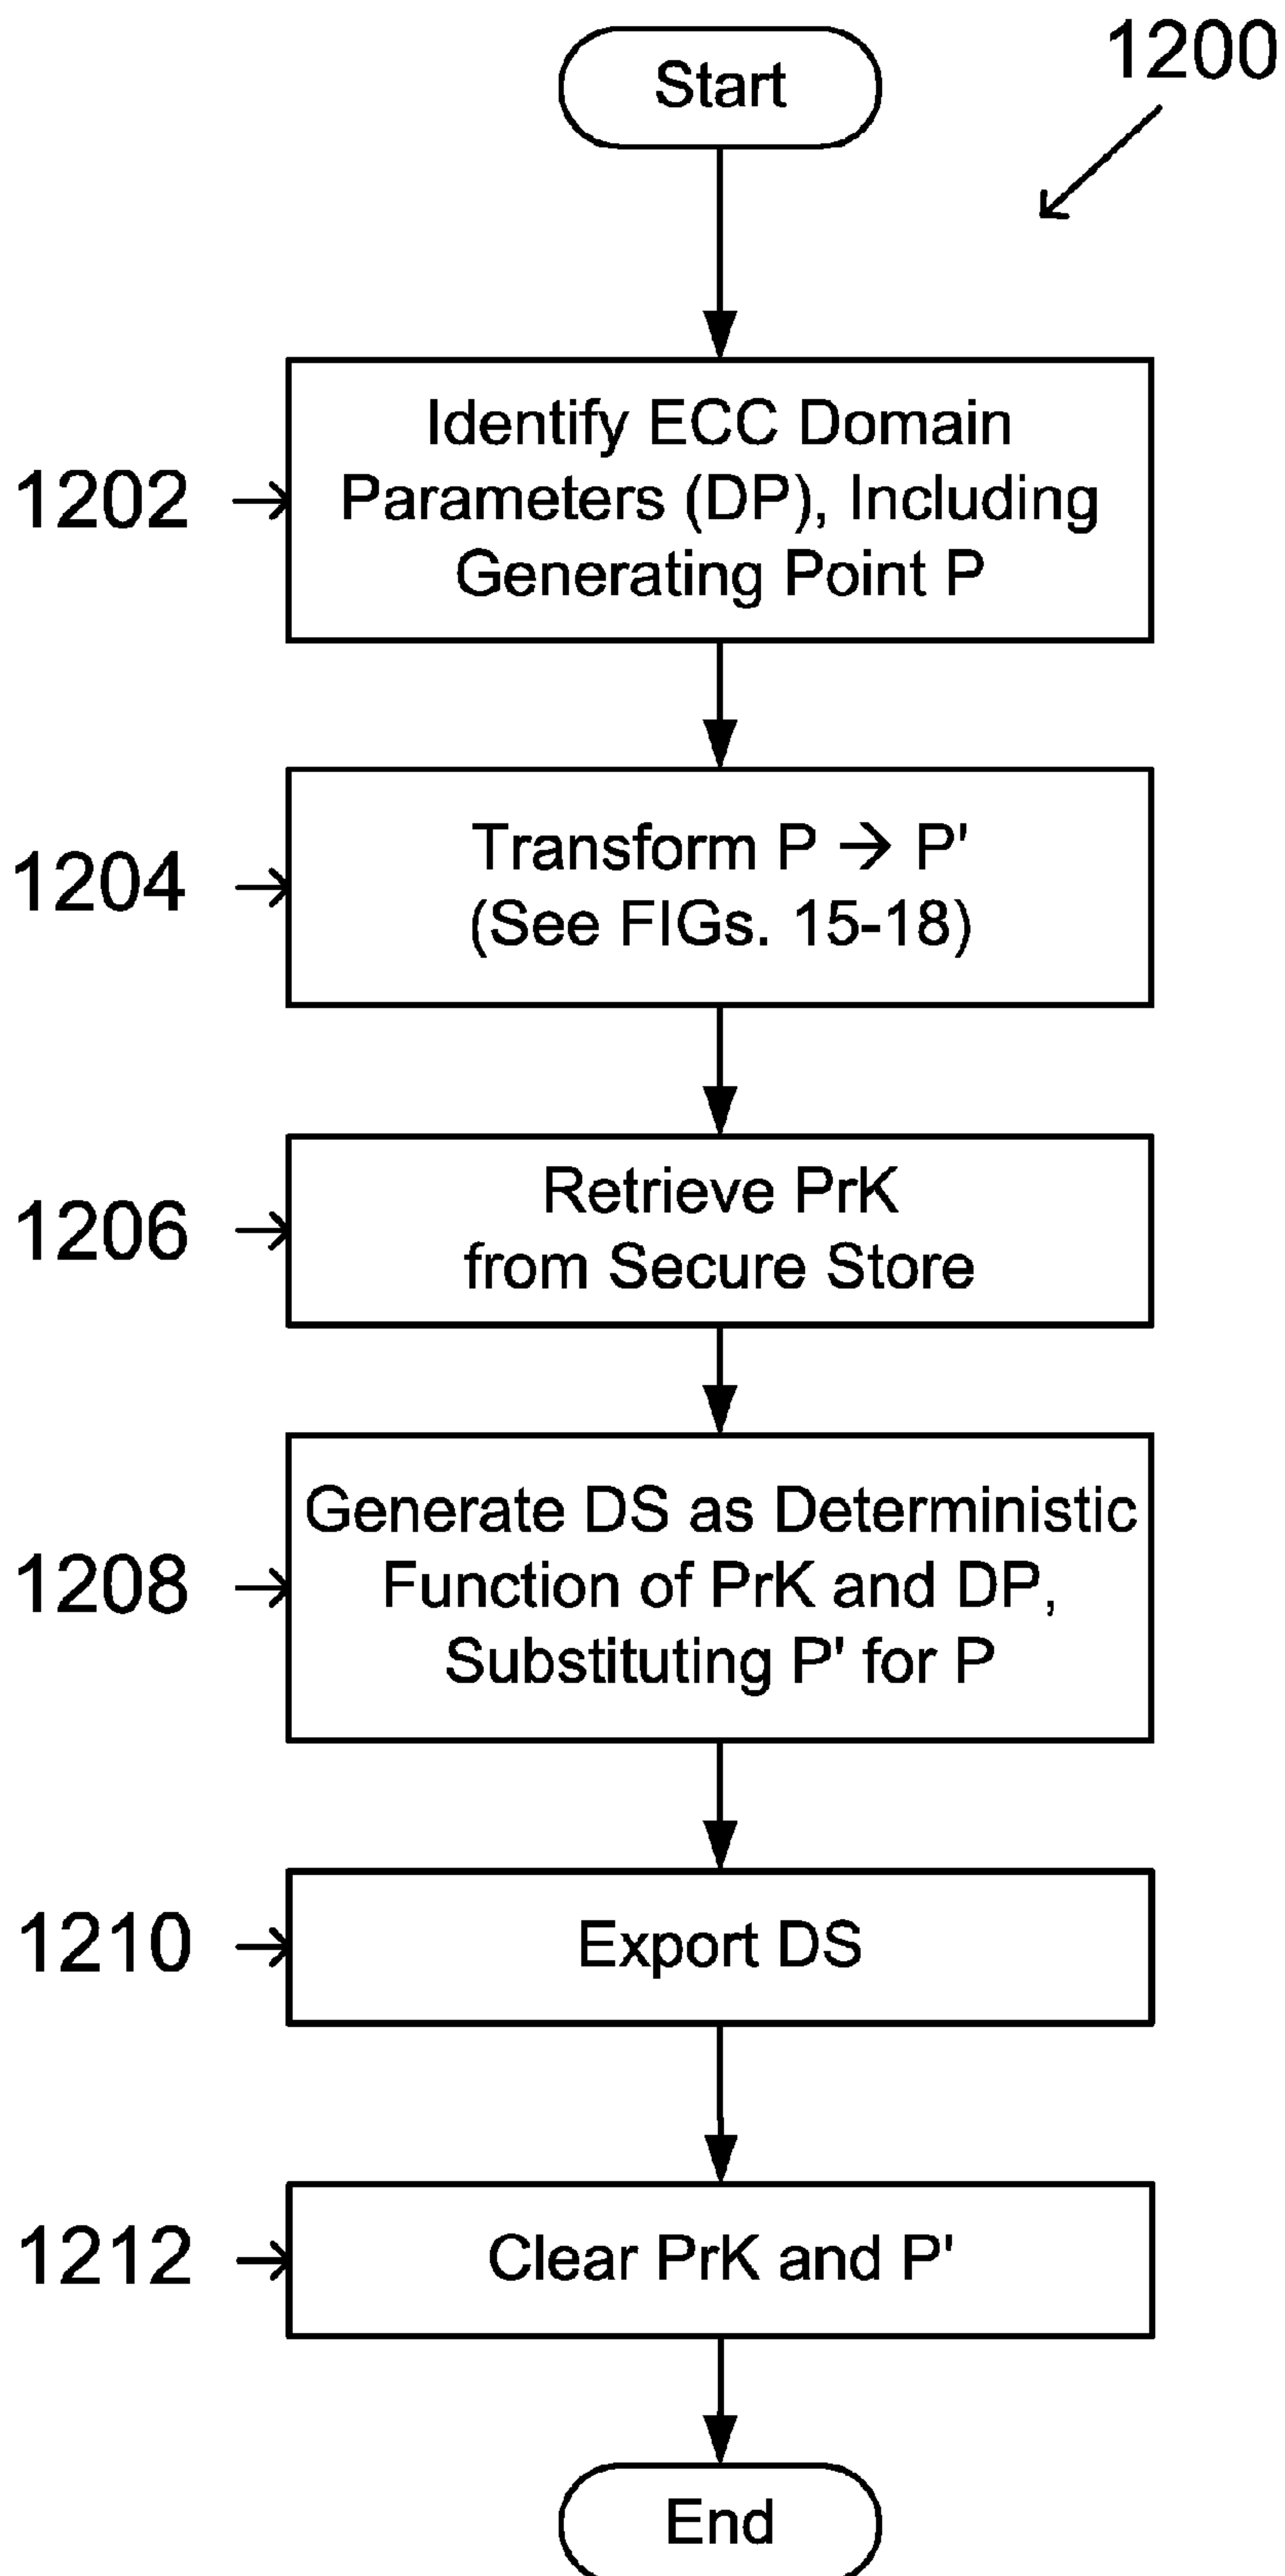 Start
1200
1202
Identify ECC Domain
Parameters (DP), Including
Generating Point P
1204
Transform P → P'
(See FIGs. 15-18)
1206
Retrieve PrK
from Secure Store
1208
Generate DS as Deterministic
Function of PrK and DP,
Substituting P' for P
1210
Export DS
1212
Clear PrK and P'
End